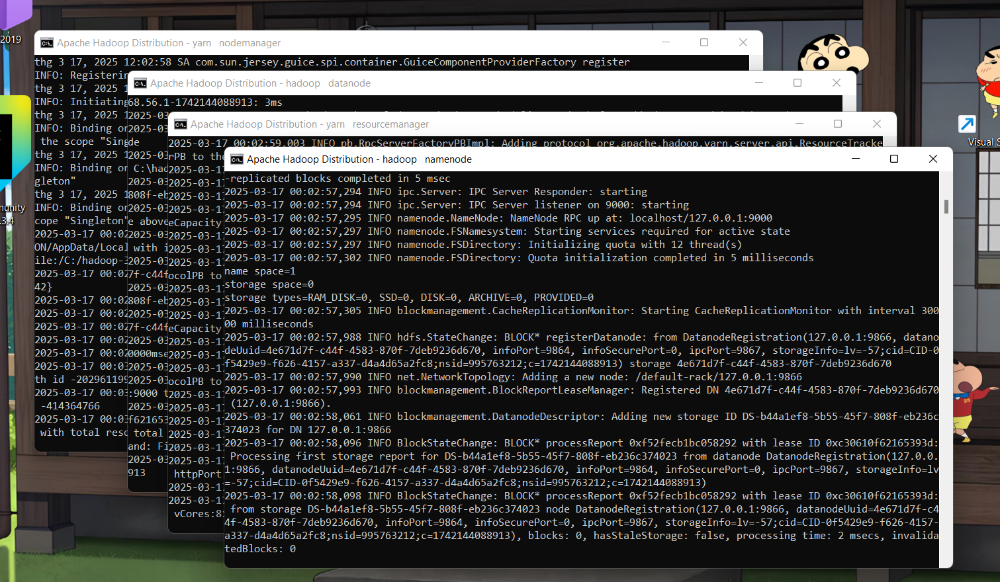 2019
Apache Hadoop Distribution - yarn   nodemanager
thg 3 17, 2025 12:02:58 SA com.sun.jersey.guice.spi.container.GuiceComponentProviderFactory register
INFO: Registerin
thg 3 17, 2025 1
INFO: Initiating
thg 3 17, 2025 1
INFO: Binding or
the scope "Sing
thg 3 17, 2025 1
INFO: Binding or
gleton"
thg 3 17, 2025 1
INFO: Binding or
cope "Singleton"
2025-03-17 00:02
ON/AppData/Local
ile:/C:/hadoop-3
2025-03-17 00:02
42}
2025-03-17 00:02
2025-03-17 00:02
2025-03-17 00:02
2025-03-17 00:02
2025-03-17 00:02
2025-03-17 00:03
th id -202961199
2025-03-17 00:03
:9000 t
-414364766
2025-03-17 00:03
with total reso
Apache Hadoop Distribution - hadoop   datanode
68.56.1-1742144088913: 3ms
2025-03
2025-03
de
2025-03
C:\had
2025-03
808f-eb
2025-03
e above
2025-03
with i
2025-03
7f-c44f
2025-03
808f-eb
2025-03
7f-c44f
2025-03
0000mse
2025-03
2025-03
2025-03
f621653
total
and: Fi
2025-03
913
Apache Hadoop Distribution - yarn   resourcemanager
2025-03-17 00:02:59,003 INFO pb.RpcServerFactoryPBImpl: Adding protocol org.apache.hadoop.yarn.server.api.ResourceTracke
rPB to the
2025-03-17
2025-03-17
2025-03-17
2025-03-17
eCapacity
2025-03-17
2025-03-17
2025-03-17
ocolPB to
2025-03-17
2025-03-17
2025-03-17
eCapacity
2025-03-17
2025-03-17
2025-03-17
ocolPB to
2025-03-17
2025-03-17
2025-03-17
2025-03-17
2025-03-17
2025-03-17
httpPort
2025-03-17
2025-03-17
vCores:8
Apache Hadoop Distribution - hadoop   namenode
-replicated blocks completed in 5 msec
2025-03-17 00:02:57,294 INFO ipc.Server: IPC Server Responder: starting
2025-03-17 00:02:57,294 INFO ipc.Server: IPC Server listener on 9000: starting
2025-03-17 00:02:57,295 INFO namenode.NameNode: NameNode RPC up at: localhost/127.0.0.1:9000
2025-03-17 00:02:57,297 INFO namenode.FSNamesystem: Starting services required for active state
2025-03-17 00:02:57,297 INFO namenode.FSDirectory: Initializing quota with 12 thread(s)
2025-03-17 00:02:57,302 INFO namenode.FSDirectory: Quota initialization completed in 5 milliseconds
name space=1
storage space=0
storage types=RAM_DISK=0, SSD=0, DISK=0, ARCHIVE=0, PROVIDED=0
2025-03-17 00:02:57,305 INFO blockmanagement.CacheReplicationMonitor: Starting CacheReplicationMonitor with interval 300
00 milliseconds
2025-03-17 00:02:57,988 INFO hdfs.StateChange: BLOCK* registerDatanode: from DatanodeRegistration(127.0.0.1:9866, datano
deUuid=4e671d7f-c44f-4583-870f-7deb9236d670, infoPort=9864, infoSecurePort=0, ipcPort=9867, storageInfo=lv=-57;cid=CID-0
f5429e9-f626-4157-a337-d4a4d65a2fc8;nsid=995763212;c=1742144088913) storage 4e671d7f-c44f-4583-870f-7deb9236d670
2025-03-17 00:02:57,990 INFO net.NetworkTopology: Adding a new node: /default-rack/127.0.0.1:9866
2025-03-17 00:02:57,993 INFO blockmanagement.BlockReportLeaseManager: Registered DN 4e671d7f-c44f-4583-870f-7deb9236d670
(127.0.0.1:9866).
2025-03-17 00:02:58,061 INFO blockmanagement.DatanodeDescriptor: Adding new storage ID DS-b44a1ef8-5b55-45f7-808f-eb236c
374023 for DN 127.0.0.1:9866
2025-03-17 00:02:58,096 INFO BlockStateChange: BLOCK* processReport 0xf52fecb1bc058292 with lease ID 0xc30610f62165393d:
Processing first storage report for DS-b44a1ef8-5b55-45f7-808f-eb236c374023 from datanode DatanodeRegistration(127.0.0.
1:9866, datanodeUuid=4e671d7f-c44f-4583-870f-7deb9236d670, infoPort=9864, infoSecurePort=0, ipcPort=9867, storageInfo=lv
=-57;cid=CID-0f5429e9-f626-4157-a337-d4a4d65a2fc8;nsid=995763212;c=1742144088913)
2025-03-17 00:02:58,098 INFO BlockStateChange: BLOCK* processReport 0xf52fecb1bc058292 with lease ID 0xc30610f62165393d:
from storage DS-b44a1ef8-5b55-45f7-808f-eb236c374023 node DatanodeRegistration(127.0.0.1:9866, datanodeUuid=4e671d7f-c4
4f-4583-870f-7deb9236d670, infoPort=9864, infoSecurePort=0, ipcPort=9867, storageInfo=lv=-57;cid=CID-0f5429e9-f626-4157-
a337-d4a4d65a2fc8;nsid=995763212;c=1742144088913), blocks: 0, hasStaleStorage: false, processing time: 2 msecs, invalida
tedBlocks: 0
Visual S
munity
.3.4
25